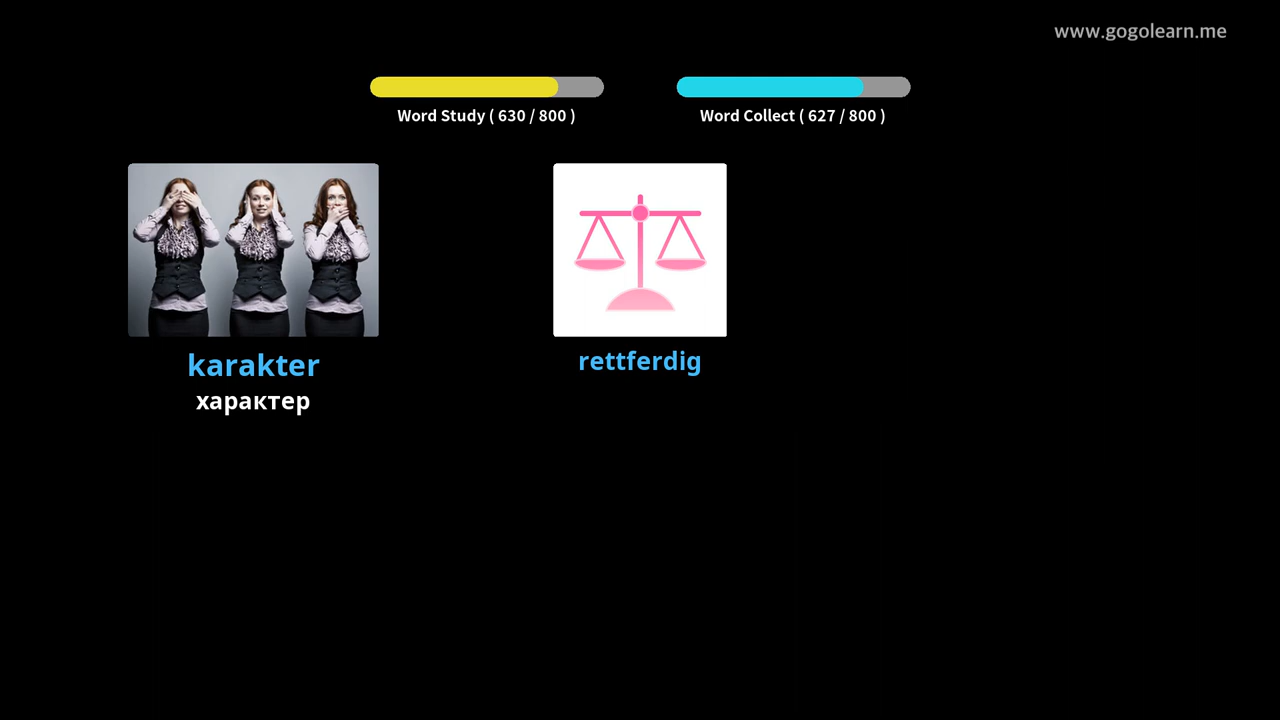 www.gogolearn.me
Word Study ( 630 / 800 )
Word Collect ( 627 / 800 )
karakter
характер
rettferdig